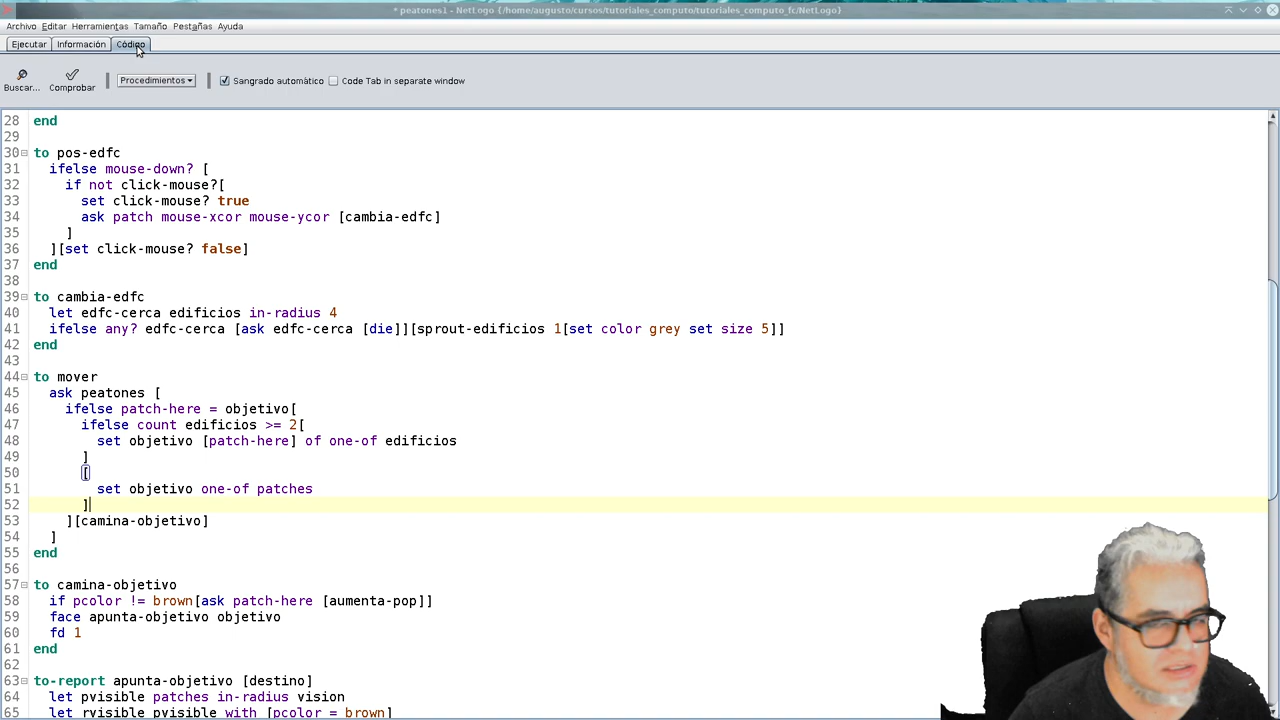 * peatones1 - NetLogo {/home/augusto/cursos/tutoriales_computo/tutoriales_computo_fc/NetLogo}
Archivo Editar Herramientas Tamaño Pestañas Ayuda
Ejecutar Información Código
Buscar... Comprobar Procedimientos Sangrado automático Code Tab in separate window
28 end
29
30 to pos-edfc
31 ifelse mouse-down? [
32 if not click-mouse?[
33 set click-mouse? true
34 ask patch mouse-xcor mouse-ycor [cambia-edfc]
35 ]
36 ][set click-mouse? false]
37 end
38
39 to cambia-edfc
40 let edfc-cerca edificios in-radius 4
41 ifelse any? edfc-cerca [ask edfc-cerca [die]][sprout-edificios 1[set color grey set size 5]]
42 end
43
44 to mover
45 ask peatones [
46 ifelse patch-here = objetivo[
47 ifelse count edificios >= 2[
48 set objetivo [patch-here] of one-of edificios
49 ]
50 [
51 set objetivo one-of patches
52 ]
53 ][camina-objetivo]
54 ]
55 end
56
57 to camina-objetivo
58 if pcolor != brown[ask patch-here [aumenta-pop]]
59 face apunta-objetivo objetivo
60 fd 1
61 end
62
63 to-report apunta-objetivo [destino]
64 let pvisible patches in-radius vision
65 let rvisible pvisible with [pcolor = brown]